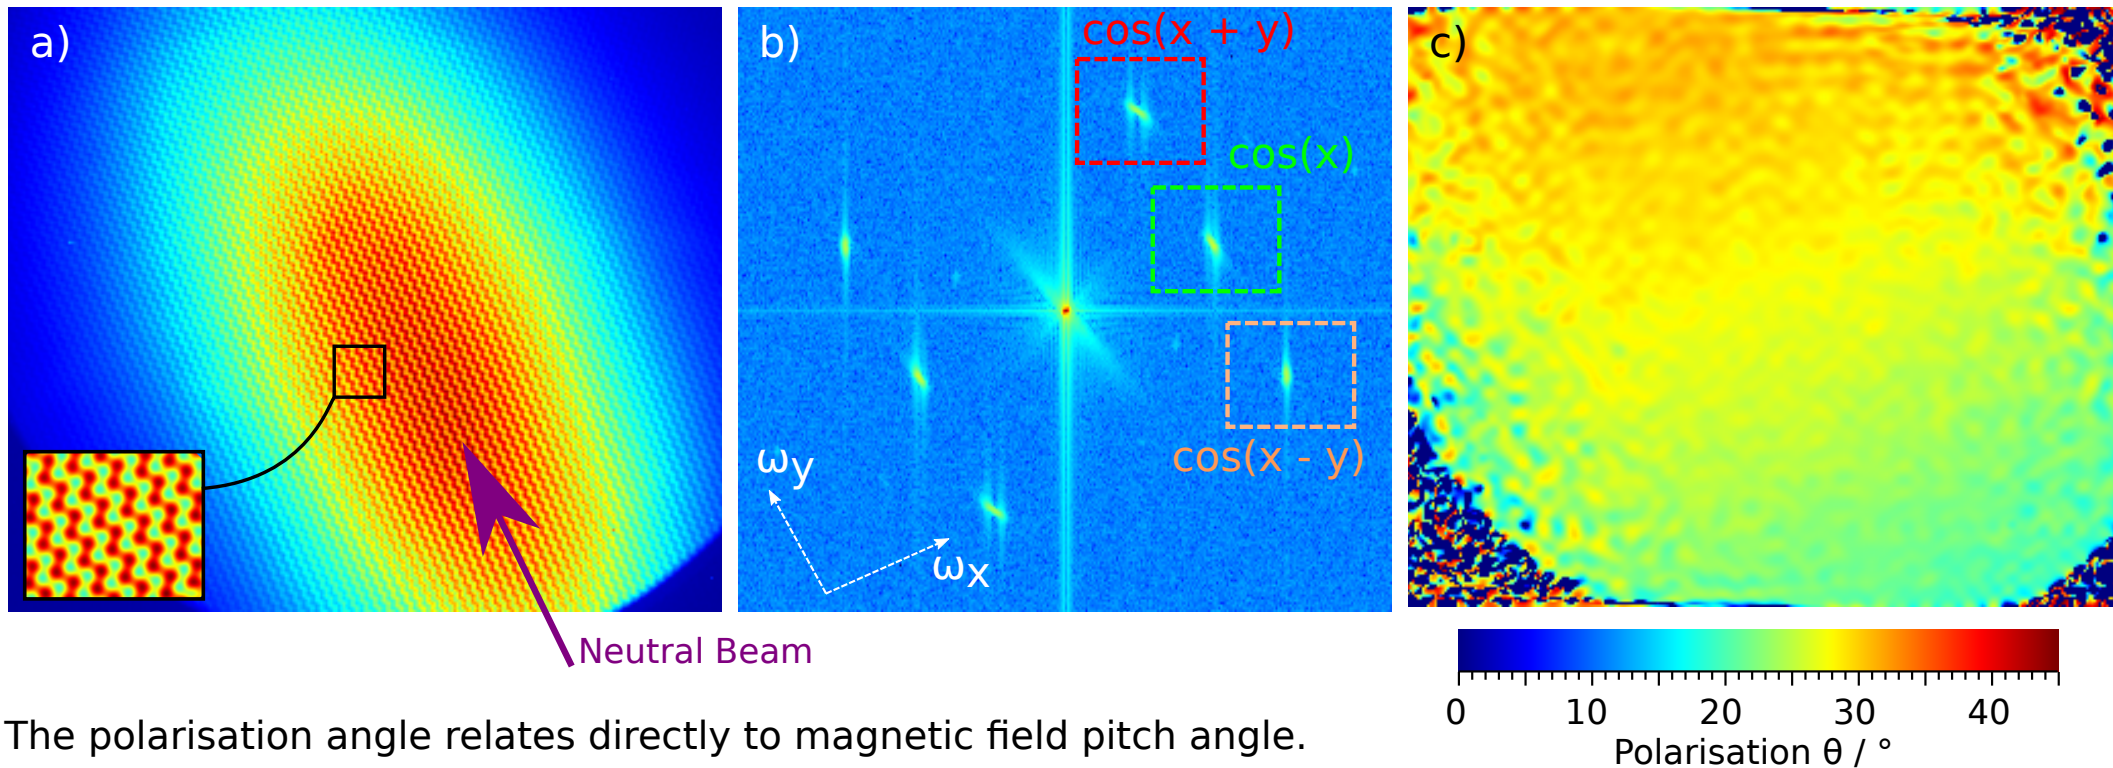 a)
b)
cos(x + y)
cos(x)
cos(x - y)
ωy
ωx
c)
Neutral Beam
0 10 20 30 40
Polarisation θ / °
The polarisation angle relates directly to magnetic field pitch angle.